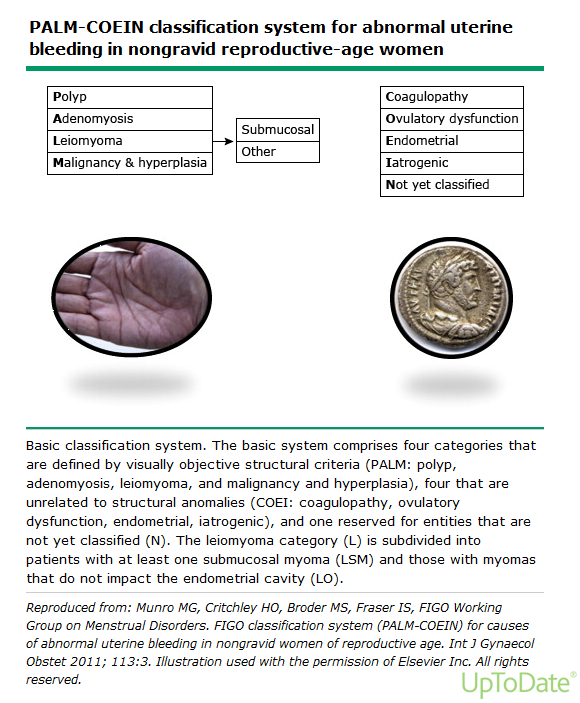 PALM-COEIN classification system for abnormal uterine
bleeding in nongravid reproductive-age women
Polyp
Adenomyosis
Leiomyoma
Malignancy & hyperplasia
Submucosal
Other
Coagulopathy
Ovulatory dysfunction
Endometrial
Iatrogenic
Not yet classified
Basic classification system. The basic system comprises four categories that
are defined by visually objective structural criteria (PALM: polyp,
adenomyosis, leiomyoma, and malignancy and hyperplasia), four that are
unrelated to structural anomalies (COEI: coagulopathy, ovulatory
dysfunction, endometrial, iatrogenic), and one reserved for entities that are
not yet classified (N). The leiomyoma category (L) is subdivided into
patients with at least one submucosal myoma (LSM) and those with myomas
that do not impact the endometrial cavity (LO).
Reproduced from: Munro MG, Critchley HO, Broder MS, Fraser IS, FIGO Working
Group on Menstrual Disorders. FIGO classification system (PALM-COEIN) for causes
of abnormal uterine bleeding in nongravid women of reproductive age. Int J Gynaecol
Obstet 2011; 113:3. Illustration used with the permission of Elsevier Inc. All rights
reserved.
UpToDate®